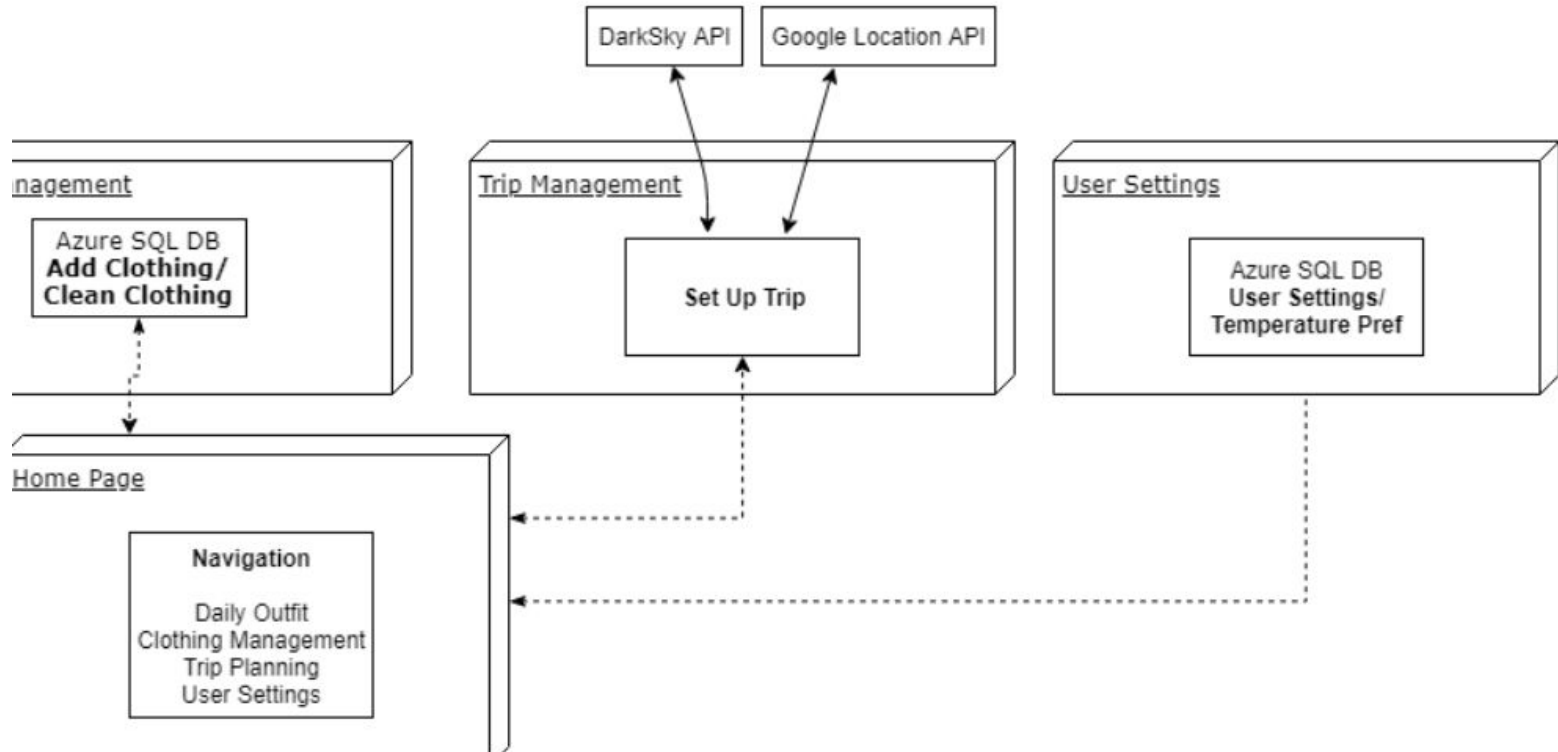 DarkSky API
Google Location API
nagement
Azure SQL DB
Add Clothing/
Clean Clothing
Trip Management
Set Up Trip
User Settings
Azure SQL DB
User Settings/
Temperature Pref
Home Page
Navigation
Daily Outfit
Clothing Management
Trip Planning
User Settings